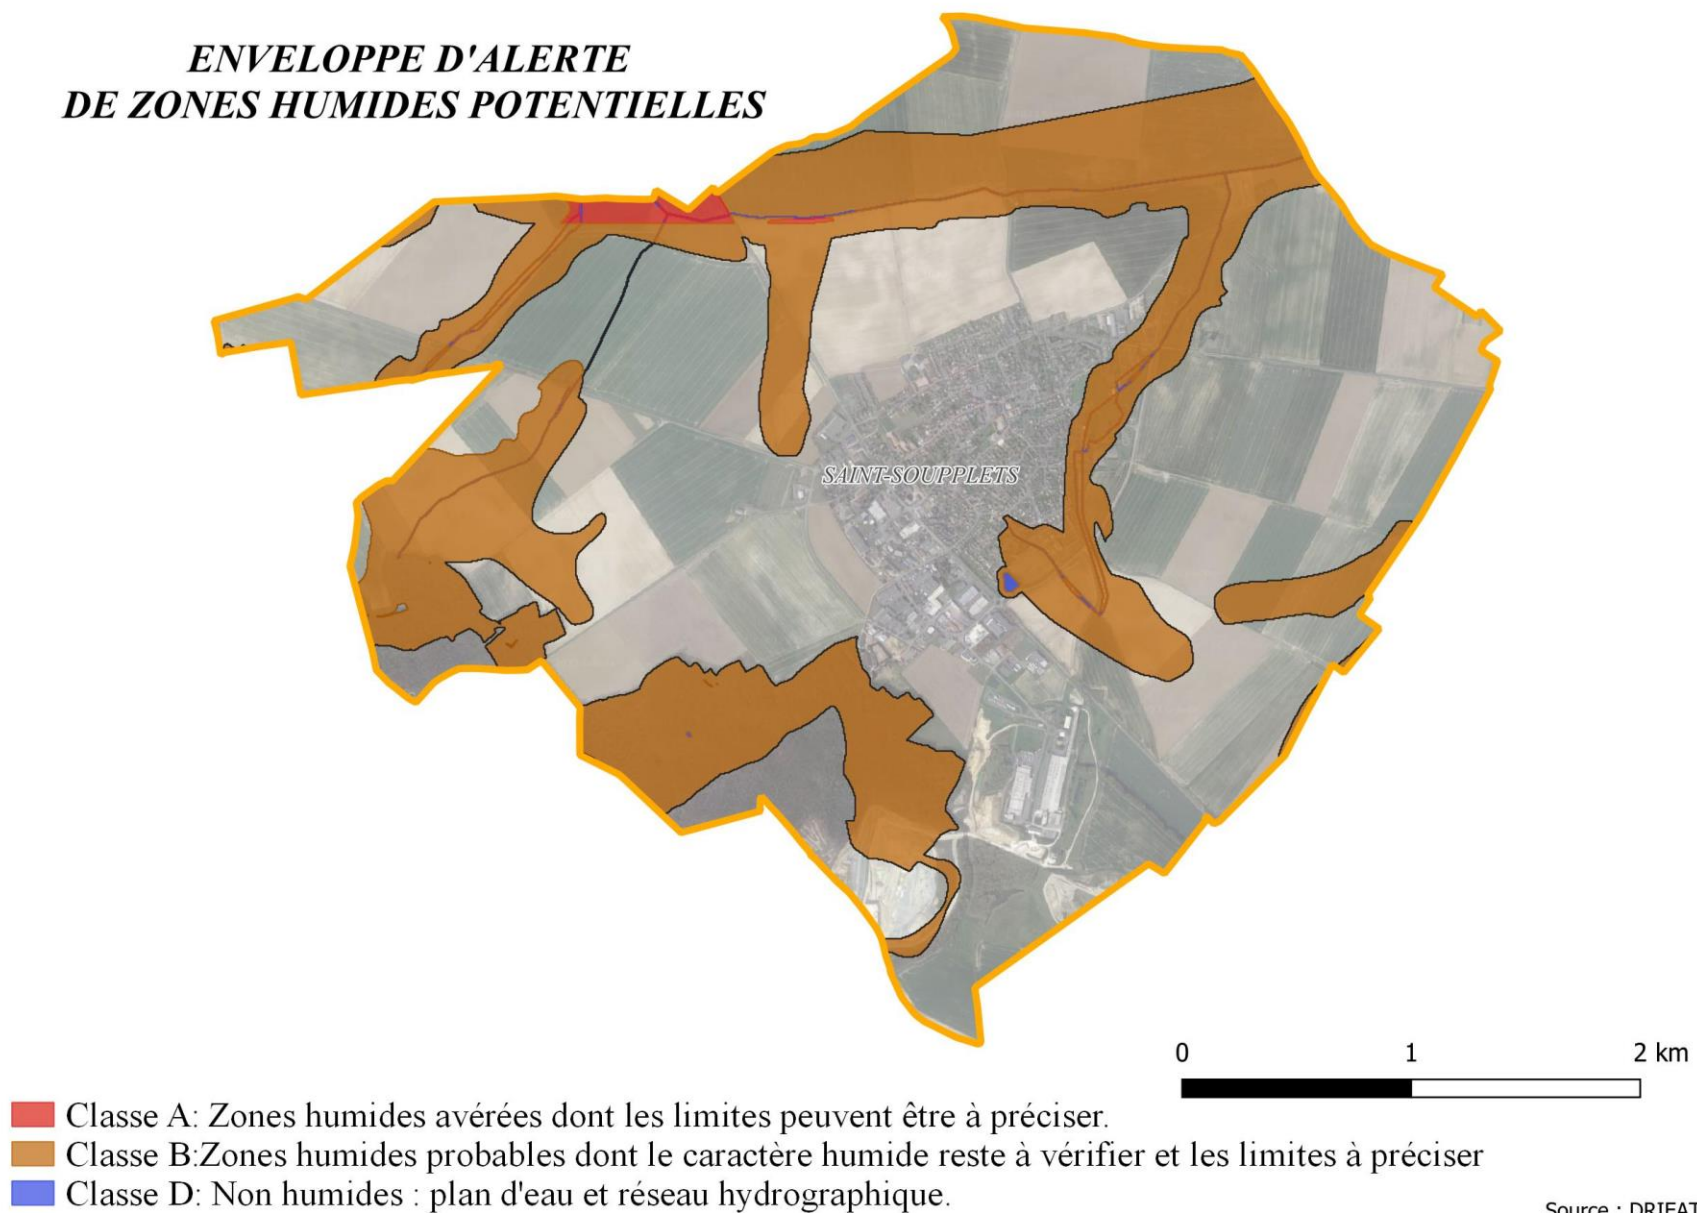 ENVELOPPE D'ALERTE
DE ZONES HUMIDES POTENTIELLES
SAINT-SOUPPLETS
0 1 2 km
Classe A: Zones humides avérées dont les limites peuvent être à préciser.
Classe B:Zones humides probables dont le caractère humide reste à vérifier et les limites à préciser
Classe D: Non humides : plan d'eau et réseau hydrographique.
Source : DRIEAT